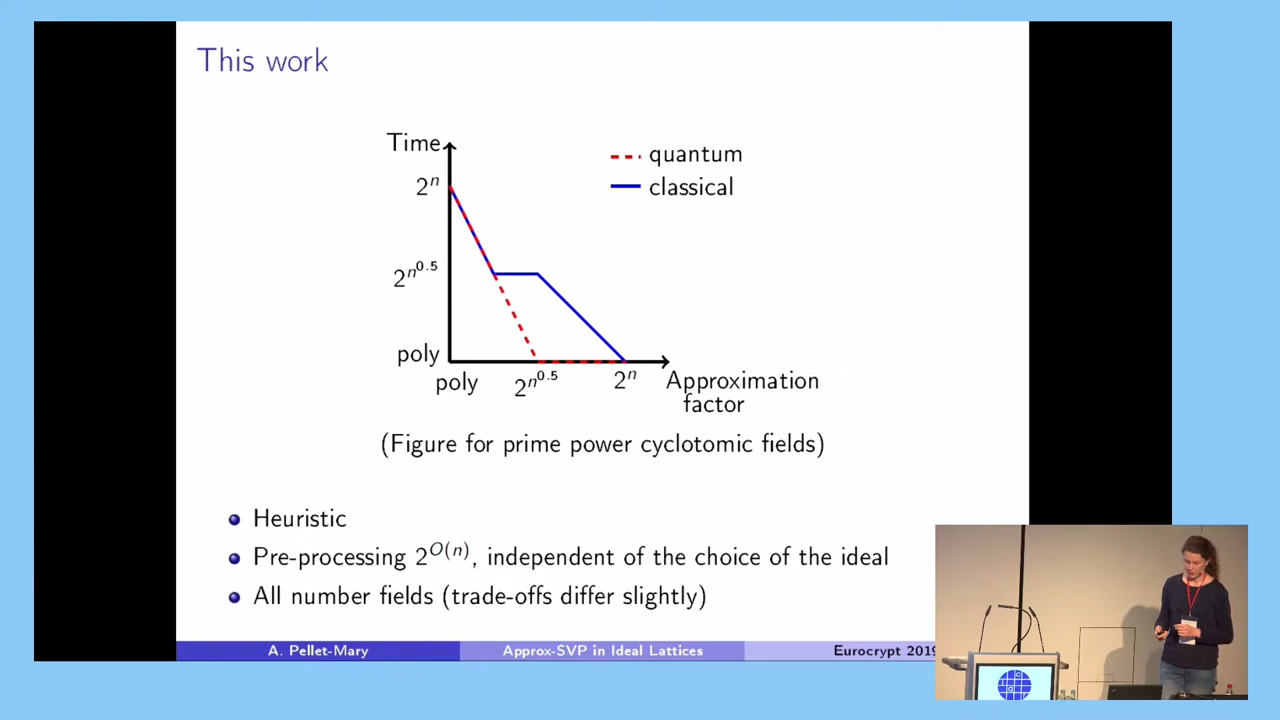 This work
Time
quantum
classical
2^n
2^{n^{0.5}}
poly
poly
2^{n^{0.5}}
2^n
Approximation
factor
(Figure for prime power cyclotomic fields)
Heuristic
Pre-processing 2^{O(n)}, independent of the choice of the ideal
All number fields (trade-offs differ slightly)
A. Pellet-Mary
Approx-SVP in Ideal Lattices
Eurocrypt 2019